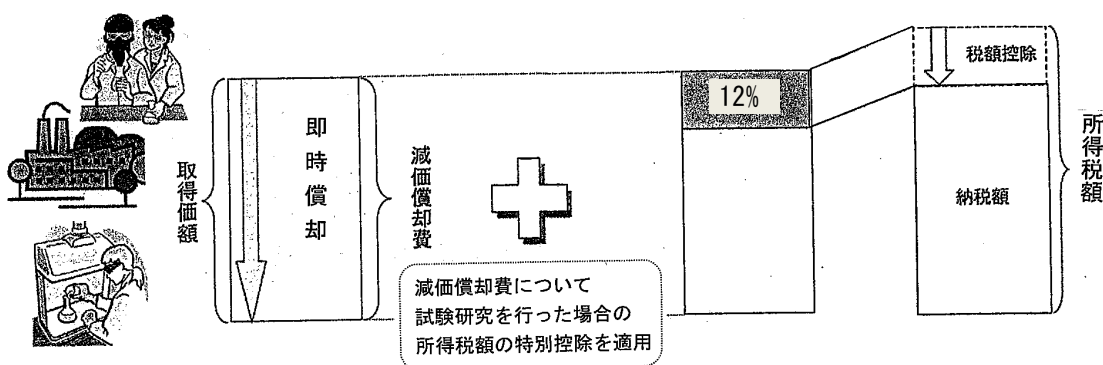 取得価額
即時償却
減価償却費
減価償却費について
試験研究を行った場合の
所得税額の特別控除を適用
12%
税額控除
納税額
所得税額